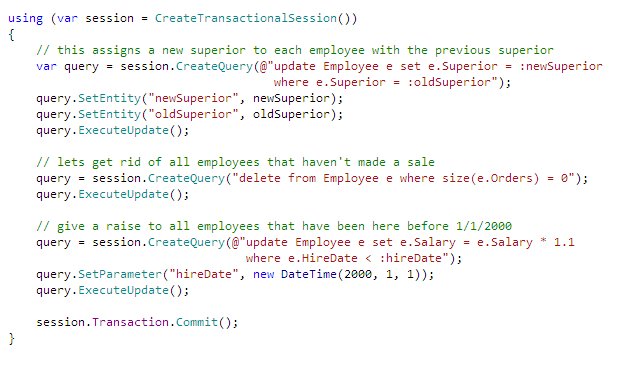 using (var session = CreateTransactionalSession())
{
    // this assigns a new superior to each employee with the previous superior
    var query = session.CreateQuery(@"update Employee e set e.Superior = :newSuperior
                                    where e.Superior = :oldSuperior");
    query.SetEntity("newSuperior", newSuperior);
    query.SetEntity("oldSuperior", oldSuperior);
    query.ExecuteUpdate();

    // lets get rid of all employees that haven't made a sale
    query = session.CreateQuery("delete from Employee e where size(e.Orders) = 0");
    query.ExecuteUpdate();

    // give a raise to all employees that have been here before 1/1/2000
    query = session.CreateQuery(@"update Employee e set e.Salary = e.Salary * 1.1
                                where e.HireDate < :hireDate");
    query.SetParameter("hireDate", new DateTime(2000, 1, 1));
    query.ExecuteUpdate();

    session.Transaction.Commit();
}